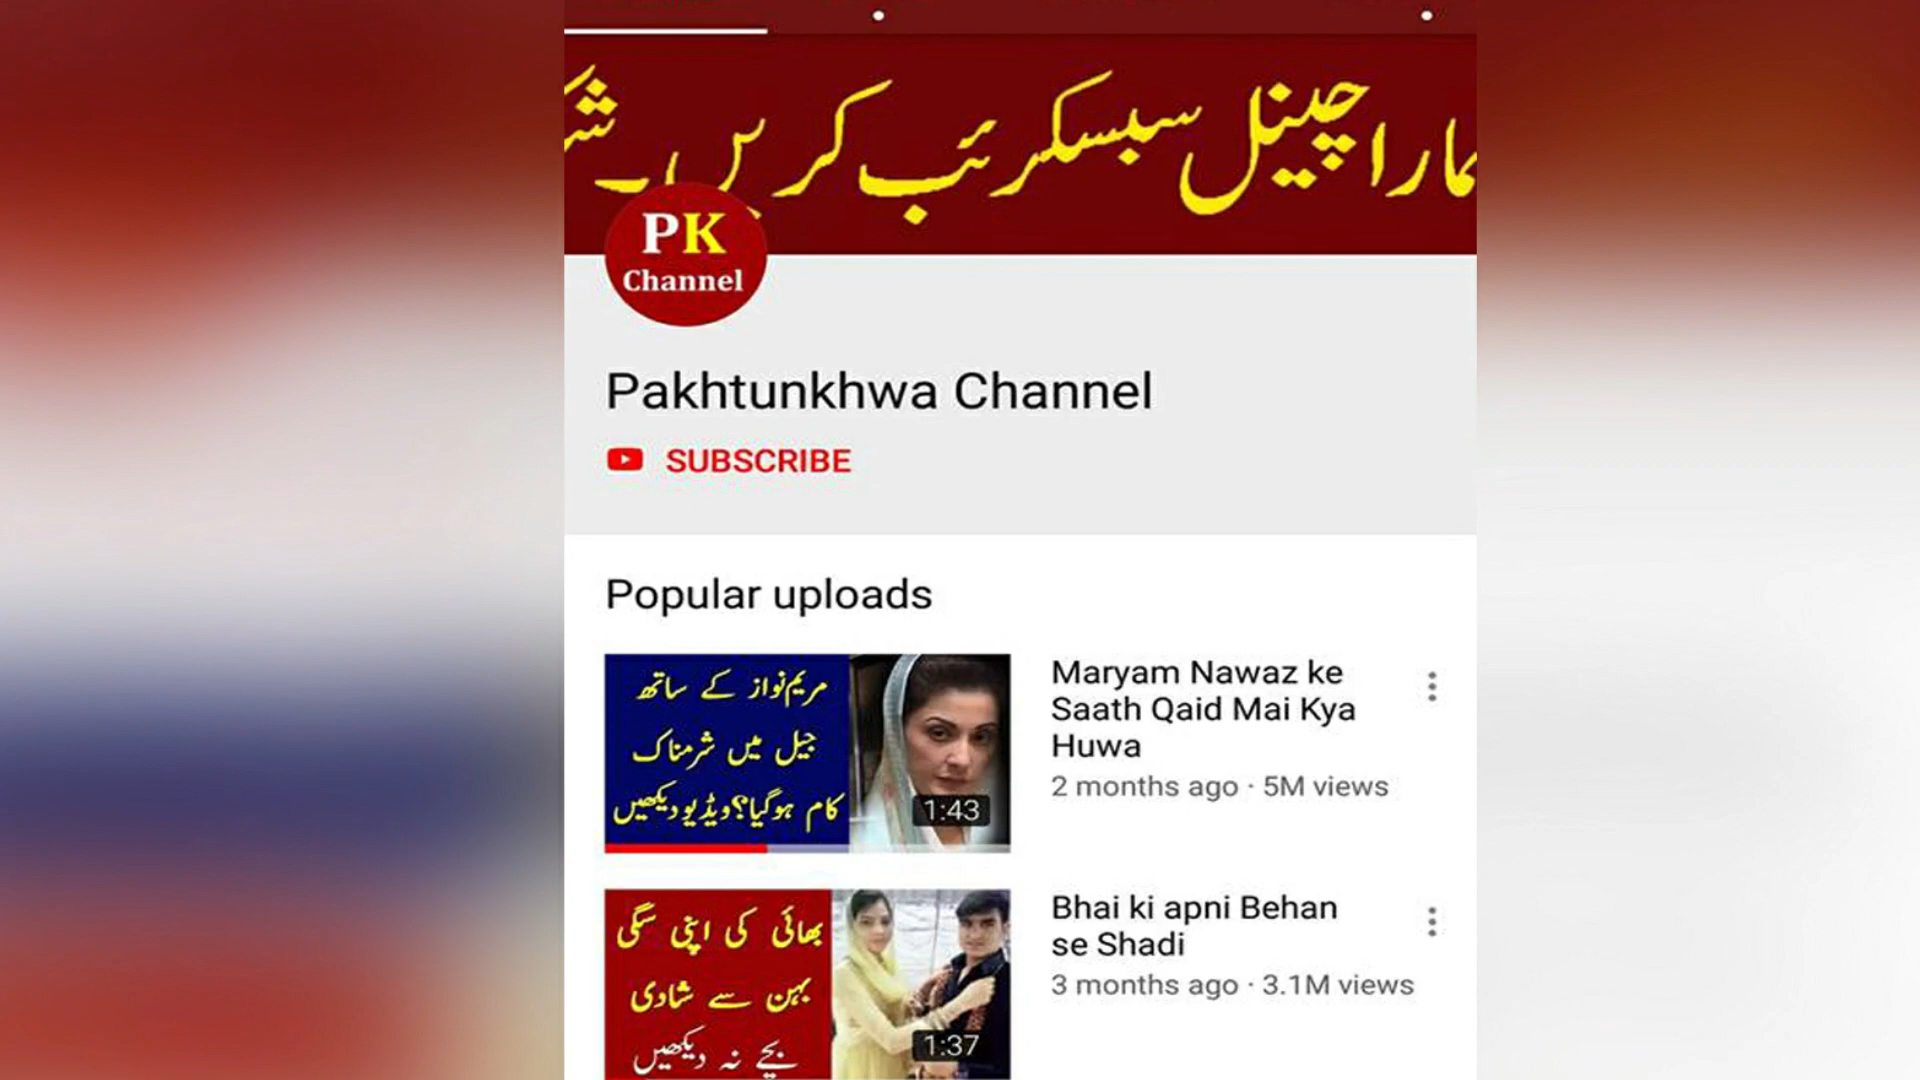 ہمارا چینل سبسکرئب کریں۔
PK
Channel
Pakhtunkhwa Channel
SUBSCRIBE
Popular uploads
مریم نواز کے ساتھ
جیل میں شرمناک
کام ہوگیا؟ ویڈیو دیکھیں
1:43
Maryam Nawaz ke
Saath Qaid Mai Kya
Huwa
2 months ago · 5M views
بھائی کی اپنی سگی
بہن سے شادی
بچے نہ دیکھیں
1:37
Bhai ki apni Behan
se Shadi
3 months ago · 3.1M views